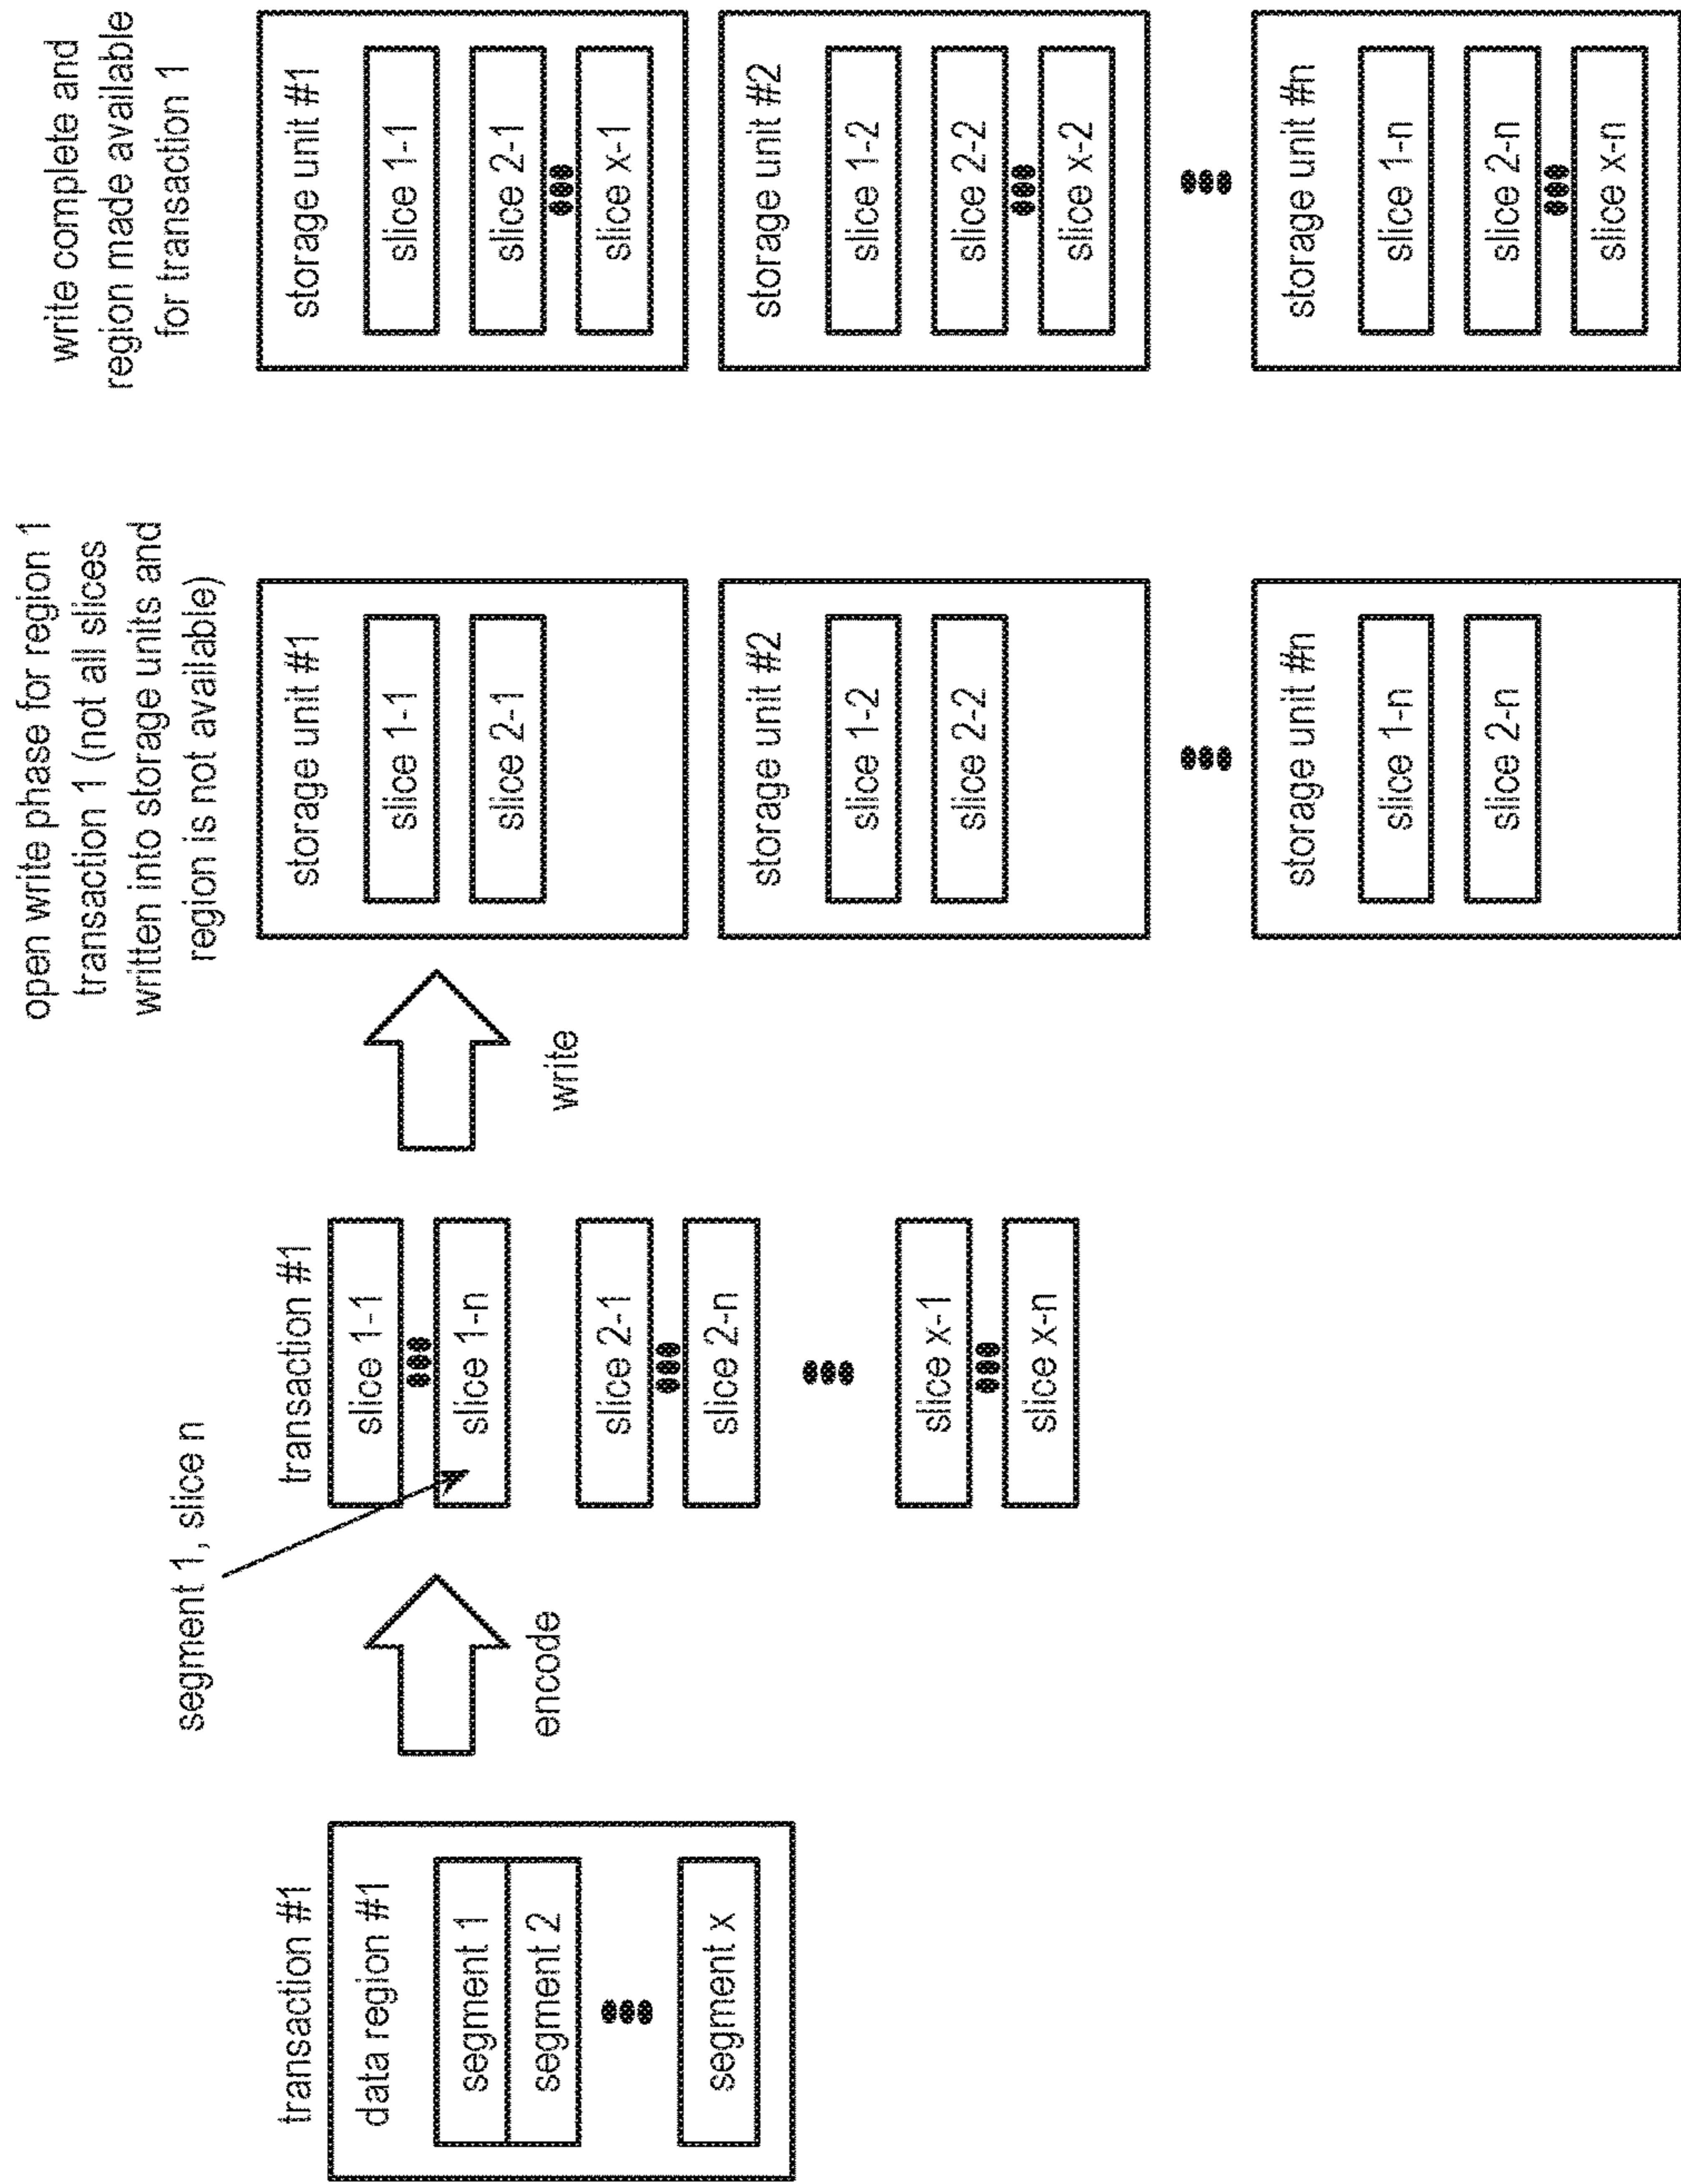 transaction #1
data region #1
segment 1
segment 2
segment x
encode
segment 1, slice n
transaction #1
slice 1-1
slice 1-n
slice 2-1
slice 2-n
slice x-1
slice x-n
write
open write phase for region 1
transaction 1 (not all slices
written into storage units and
region is not available)
storage unit #1
slice 1-1
slice 2-1
storage unit #2
slice 1-2
slice 2-2
storage unit #n
slice 1-n
slice 2-n
write complete and
region made available
for transaction 1
storage unit #1
slice 1-1
slice 2-1
slice x-1
storage unit #2
slice 1-2
slice 2-2
slice x-2
storage unit #n
slice 1-n
slice 2-n
slice x-n